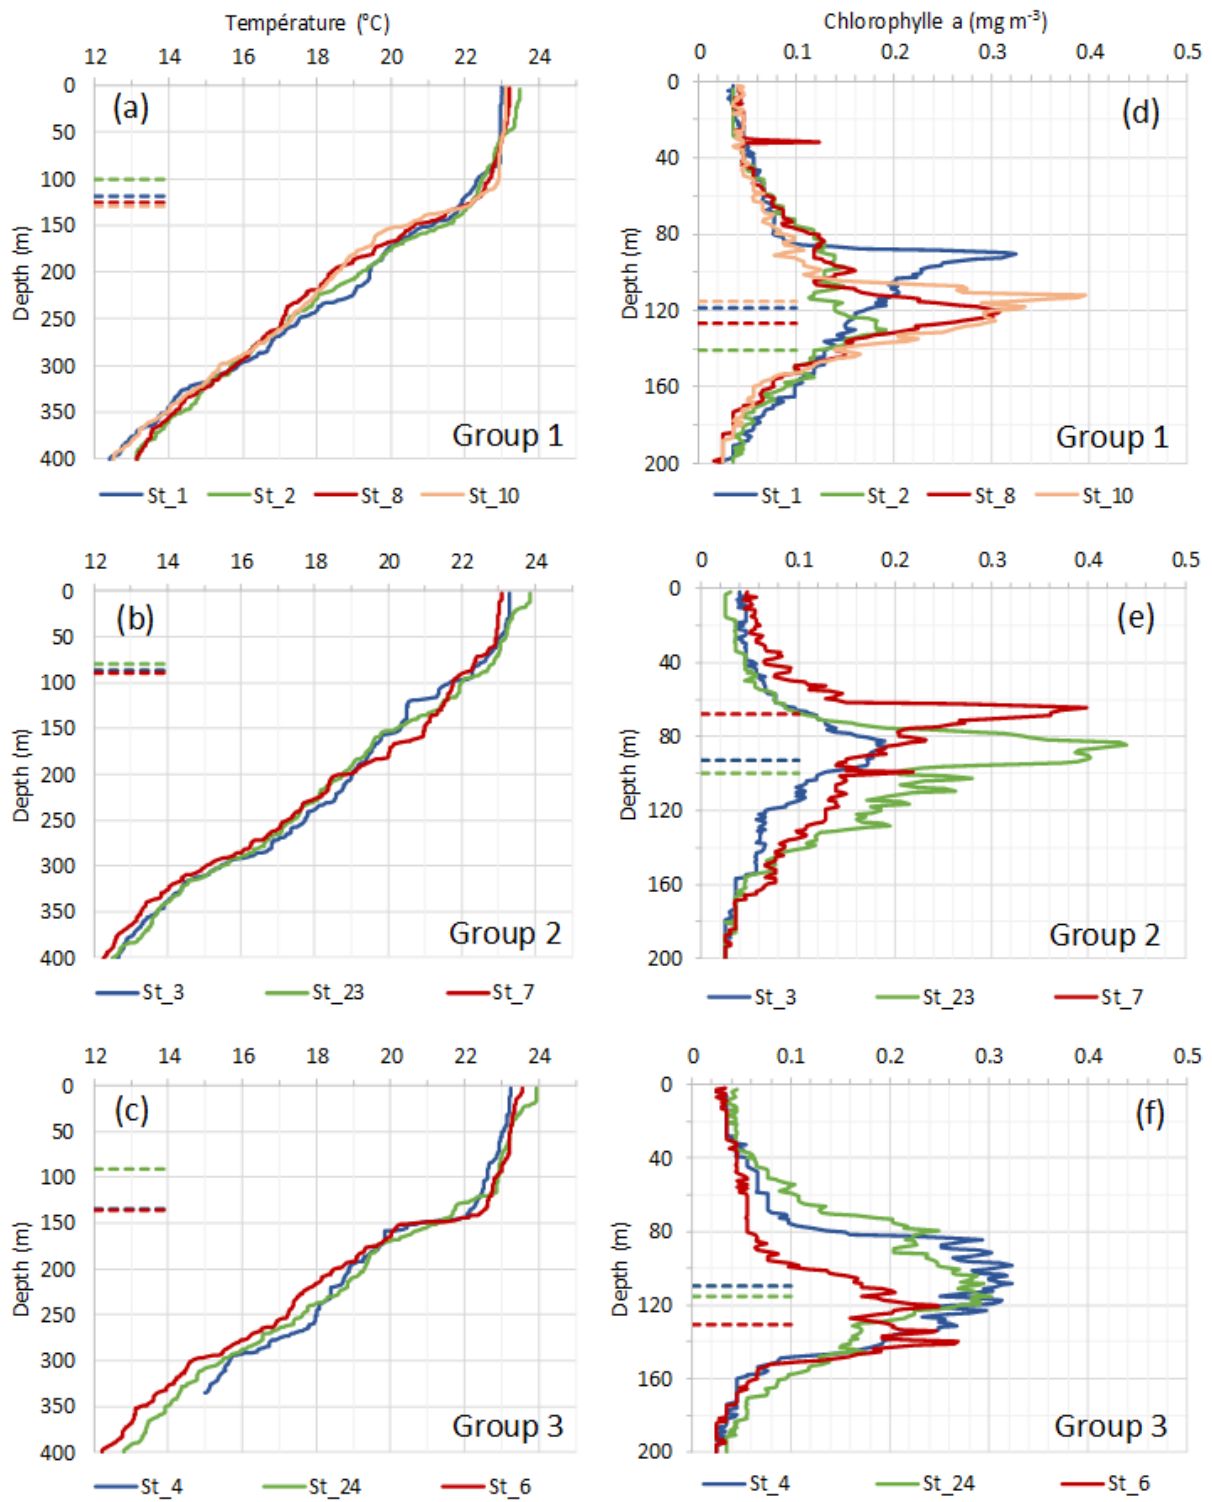 Température (°C)
12 14 16 18 20 22 24
0
50
100
150
200
250
300
350
400
Depth (m)
(a)
Group 1
St_1 St_2 St_8 St_10
Chlorophylle a (mg m-3)
0 0.1 0.2 0.3 0.4 0.5
0
40
80
120
160
200
Depth (m)
(d)
Group 1
St_1 St_2 St_8 St_10
12 14 16 18 20 22 24
0
50
100
150
200
250
300
350
400
Depth (m)
(b)
Group 2
St_3 St_23 St_7
0 0.1 0.2 0.3 0.4 0.5
0
40
80
120
160
200
Depth (m)
(e)
Group 2
St_3 St_23 St_7
12 14 16 18 20 22 24
0
50
100
150
200
250
300
350
400
Depth (m)
(c)
Group 3
St_4 St_24 St_6
0 0.1 0.2 0.3 0.4 0.5
0
40
80
120
160
200
Depth (m)
(f)
Group 3
St_4 St_24 St_6